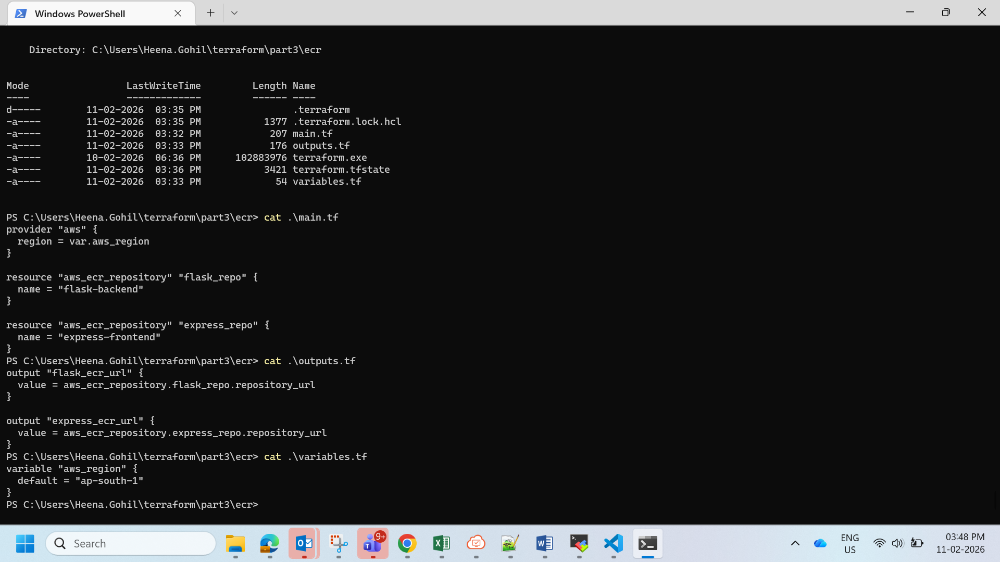 Windows PowerShell
    Directory: C:\Users\Heena.Gohil\terraform\part3\ecr
Mode                 LastWriteTime         Length Name
----                 -------------         ------ ----
d-----        11-02-2026  03:35 PM                .terraform
-a----        11-02-2026  03:35 PM           1377 .terraform.lock.hcl
-a----        11-02-2026  03:32 PM            207 main.tf
-a----        11-02-2026  03:33 PM            176 outputs.tf
-a----        10-02-2026  06:36 PM      102883976 terraform.exe
-a----        11-02-2026  03:36 PM           3421 terraform.tfstate
-a----        11-02-2026  03:33 PM             54 variables.tf
PS C:\Users\Heena.Gohil\terraform\part3\ecr> cat .\main.tf
provider "aws" {
  region = var.aws_region
}
resource "aws_ecr_repository" "flask_repo" {
  name = "flask-backend"
}
resource "aws_ecr_repository" "express_repo" {
  name = "express-frontend"
}
PS C:\Users\Heena.Gohil\terraform\part3\ecr> cat .\outputs.tf
output "flask_ecr_url" {
  value = aws_ecr_repository.flask_repo.repository_url
}
output "express_ecr_url" {
  value = aws_ecr_repository.express_repo.repository_url
}
PS C:\Users\Heena.Gohil\terraform\part3\ecr> cat .\variables.tf
variable "aws_region" {
  default = "ap-south-1"
}
PS C:\Users\Heena.Gohil\terraform\part3\ecr>
Search
9+
ENG
US
03:48 PM
11-02-2026